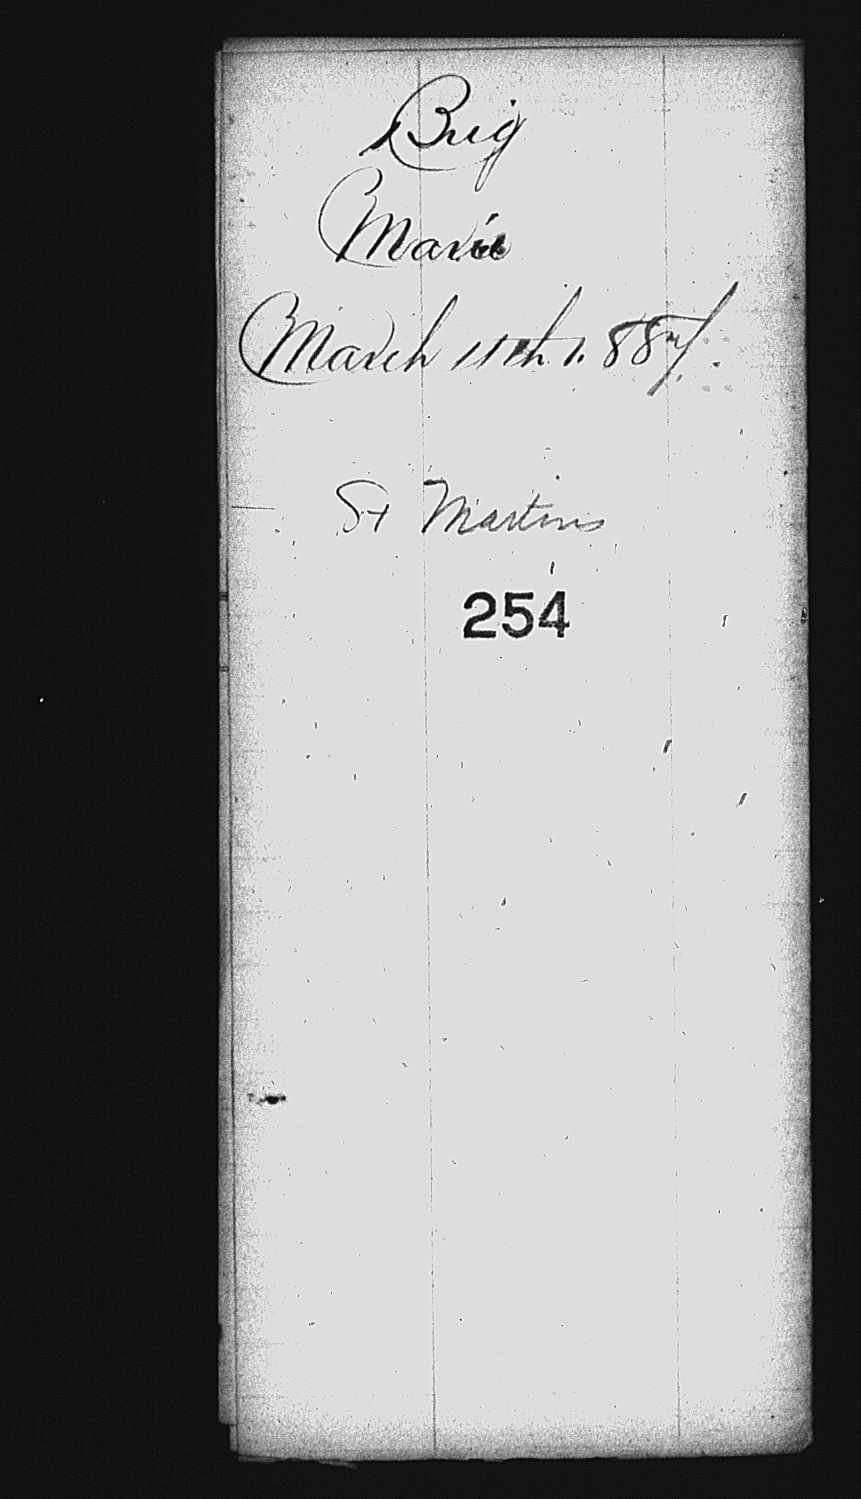 Brig
Marie
March 11th 1887.
St Martins
254